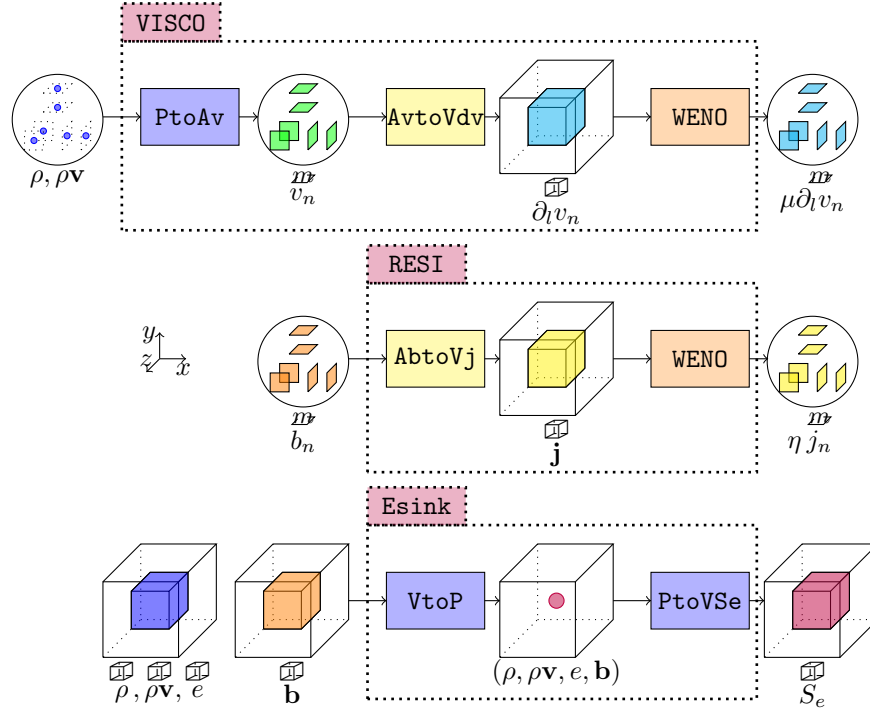 VISCO
PtoAv
AvtoVdv
WENO
ρ, ρv
v_n
∂_l v_n
μ∂_l v_n
RESI
y
z
x
AbtoVj
WENO
b_n
j
η j_n
Esink
VtoP
PtoVSe
ρ, ρv, e
b
(ρ, ρv, e, b)
S_e